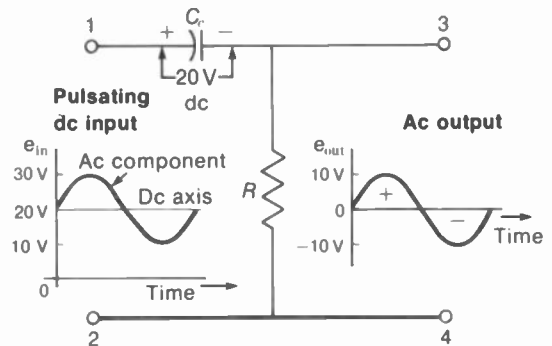 1
+ C_c −
3
20 V
dc
Pulsating
dc input
Ac output
e_in
Ac component
30 V
Dc axis
20 V
10 V
0
Time
R
e_out
10 V
+
0
−
−10 V
Time
2
4